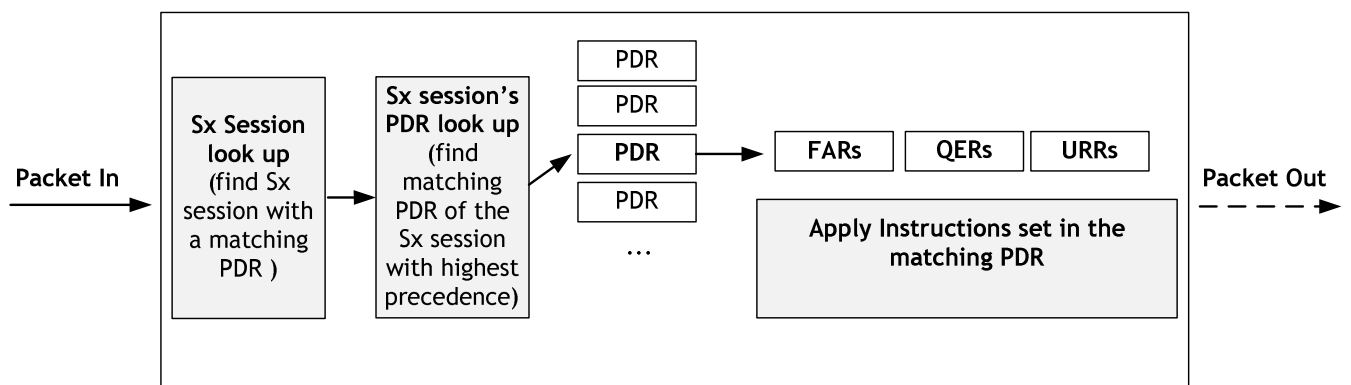 Packet In
Sx Session
look up
(find Sx
session with
a matching
PDR )
Sx session’s
PDR look up
(find
matching
PDR of the
Sx session
with highest
precedence)
PDR
PDR
PDR
PDR
...
FARs
QERs
URRs
Apply Instructions set in the
matching PDR
Packet Out